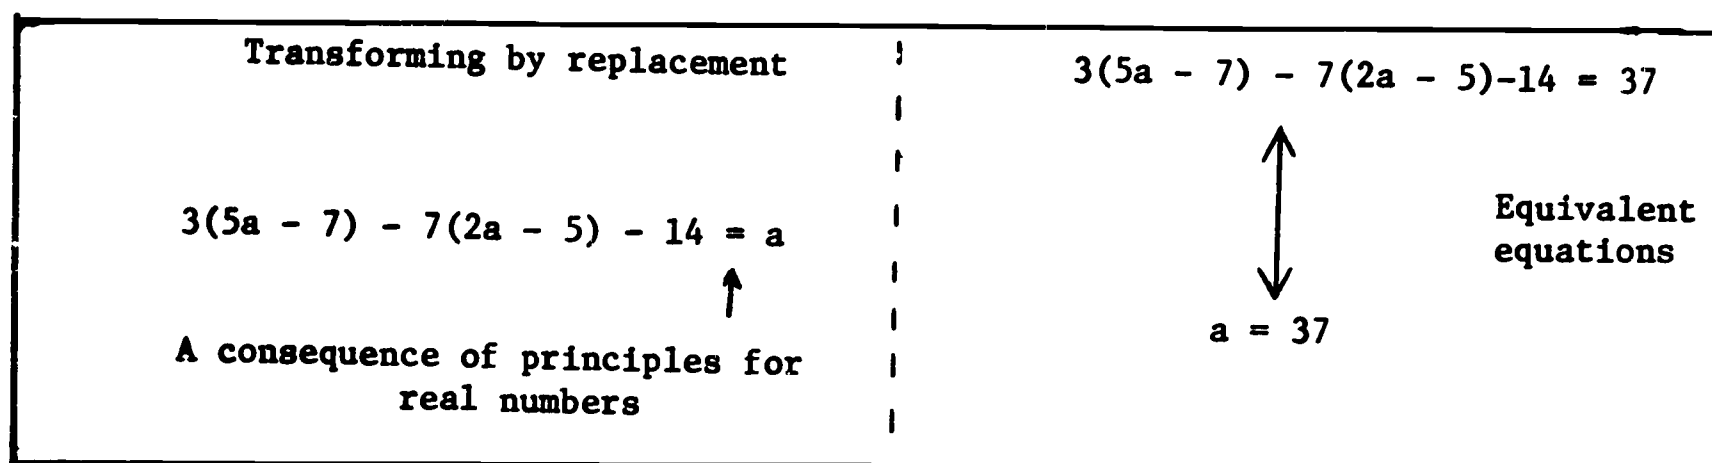 Transforming by replacement
3(5a - 7) - 7(2a - 5) - 14 = a
A consequence of principles for
real numbers
3(5a - 7) - 7(2a - 5)-14 = 37
Equivalent
equations
a = 37